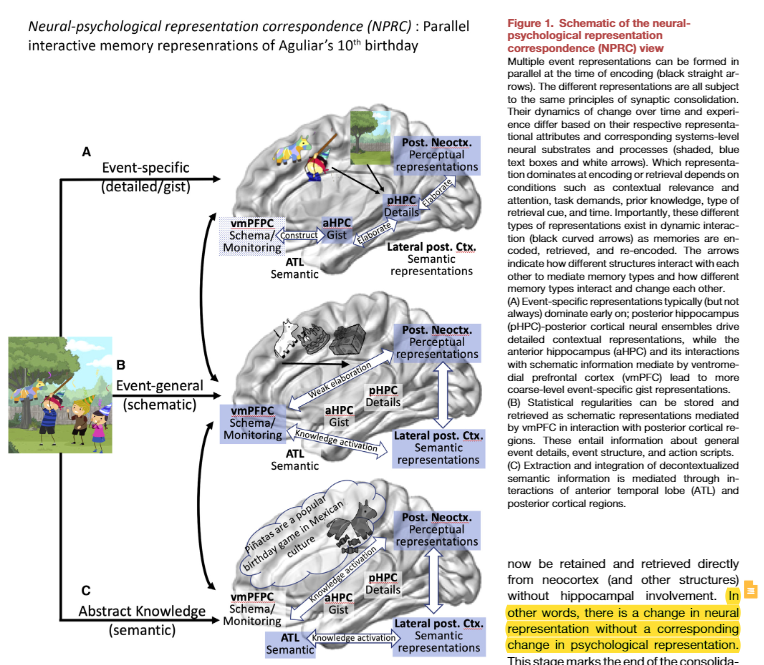 Neural-psychological representation correspondence (NPRC) : Parallel
interactive memory represenrations of Aguliar's 10th birthday
A
Event-specific
(detailed/gist)
Post. Neoctx.
Perceptual
representations
Elaborate
pHPC
Details
vmPFPC
Schema/
Monitoring
Construct
aHPC
Gist
Elaborate
ATL
Semantic
Lateral post. Ctx.
Semantic
representations
B
Event-general
(schematic)
Post. Neoctx.
Perceptual
representations
Weak elaboration
pHPC
Details
vmPFPC
Schema/
Monitoring
aHPC
Gist
Knowledge activation
ATL
Semantic
Lateral post. Ctx.
Semantic
representations
C
Abstract Knowledge
(semantic)
Piñatas are a popular
birthday game in Mexican
culture
Post. Neoctx.
Perceptual
representations
Knowledge activation
pHPC
Details
vmPFPC
Schema/
Monitoring
aHPC
Gist
ATL
Semantic
Knowledge activation
Lateral post. Ctx.
Semantic
representations
Figure 1. Schematic of the neural-
psychological representation
correspondence (NPRC) view
Multiple event representations can be formed in
parallel at the time of encoding (black straight ar-
rows). The different representations are all subject
to the same principles of synaptic consolidation.
Their dynamics of change over time and experi-
ence differ based on their respective representa-
tional attributes and corresponding systems-level
neural substrates and processes (shaded, blue
text boxes and white arrows). Which representa-
tion dominates at encoding or retrieval depends on
conditions such as contextual relevance and
attention, task demands, prior knowledge, type of
retrieval cue, and time. Importantly, these different
types of representations exist in dynamic interac-
tion (black curved arrows) as memories are en-
coded, retrieved, and re-encoded. The arrows
indicate how different structures interact with each
other to mediate memory types and how different
memory types interact and change each other.
(A) Event-specific representations typically (but not
always) dominate early on; posterior hippocampus
(pHPC)-posterior cortical neural ensembles drive
detailed contextual representations, while the
anterior hippocampus (aHPC) and its interactions
with schematic information mediate by ventrome-
dial prefrontal cortex (vmPFC) lead to more
coarse-level event-specific gist representations.
(B) Statistical regularities can be stored and
retrieved as schematic representations mediated
by vmPFC in interaction with posterior cortical re-
gions. These entail information about general
event details, event structure, and action scripts.
(C) Extraction and integration of decontextualized
semantic information is mediated through in-
teractions of anterior temporal lobe (ATL) and
posterior cortical regions.
now be retained and retrieved directly
from neocortex (and other structures)
without hippocampal involvement. In
other words, there is a change in neural
representation without a corresponding
change in psychological representation.
This stage marks the end of the consolida-